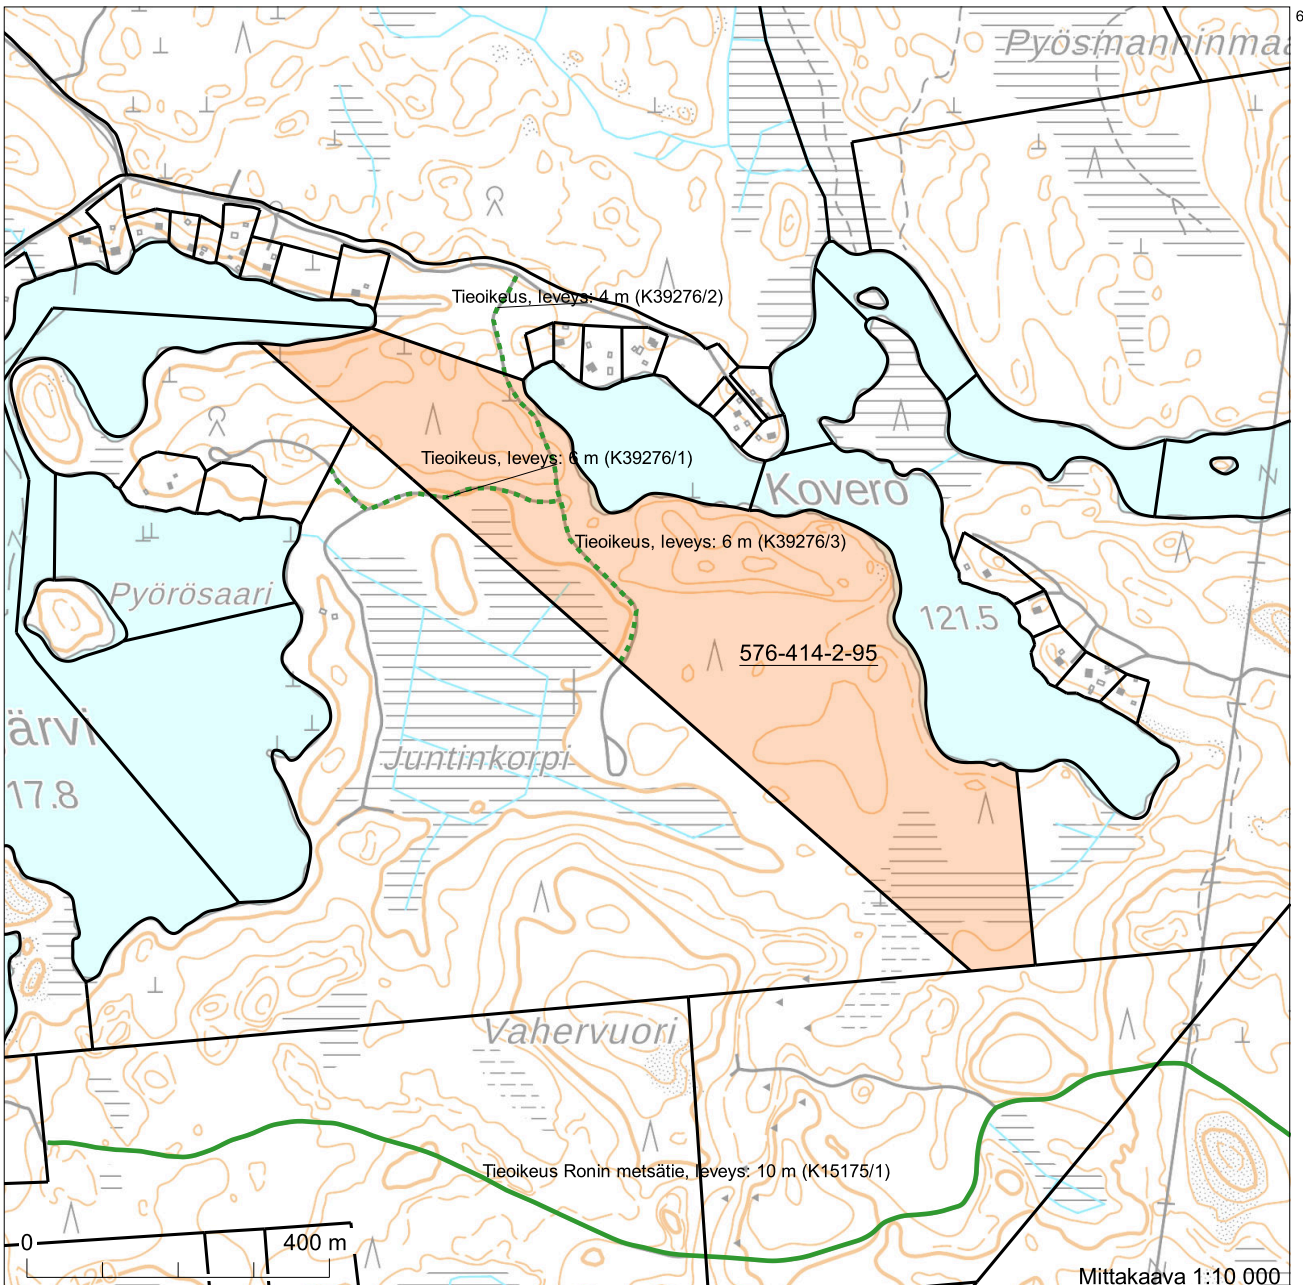 6
Pyösmanninmaa
Tieoikeus, leveys: 4 m (K39276/2)
Tieoikeus, leveys: 6 m (K39276/1)
Kovero
Tieoikeus, leveys: 6 m (K39276/3)
Pyörösaari
121.5
576-414-2-95
ärvi
Juntinkorpi
17.8
Vahervuori
Tieoikeus Ronin metsätie, leveys: 10 m (K15175/1)
0 400 m
Mittakaava 1:10 000